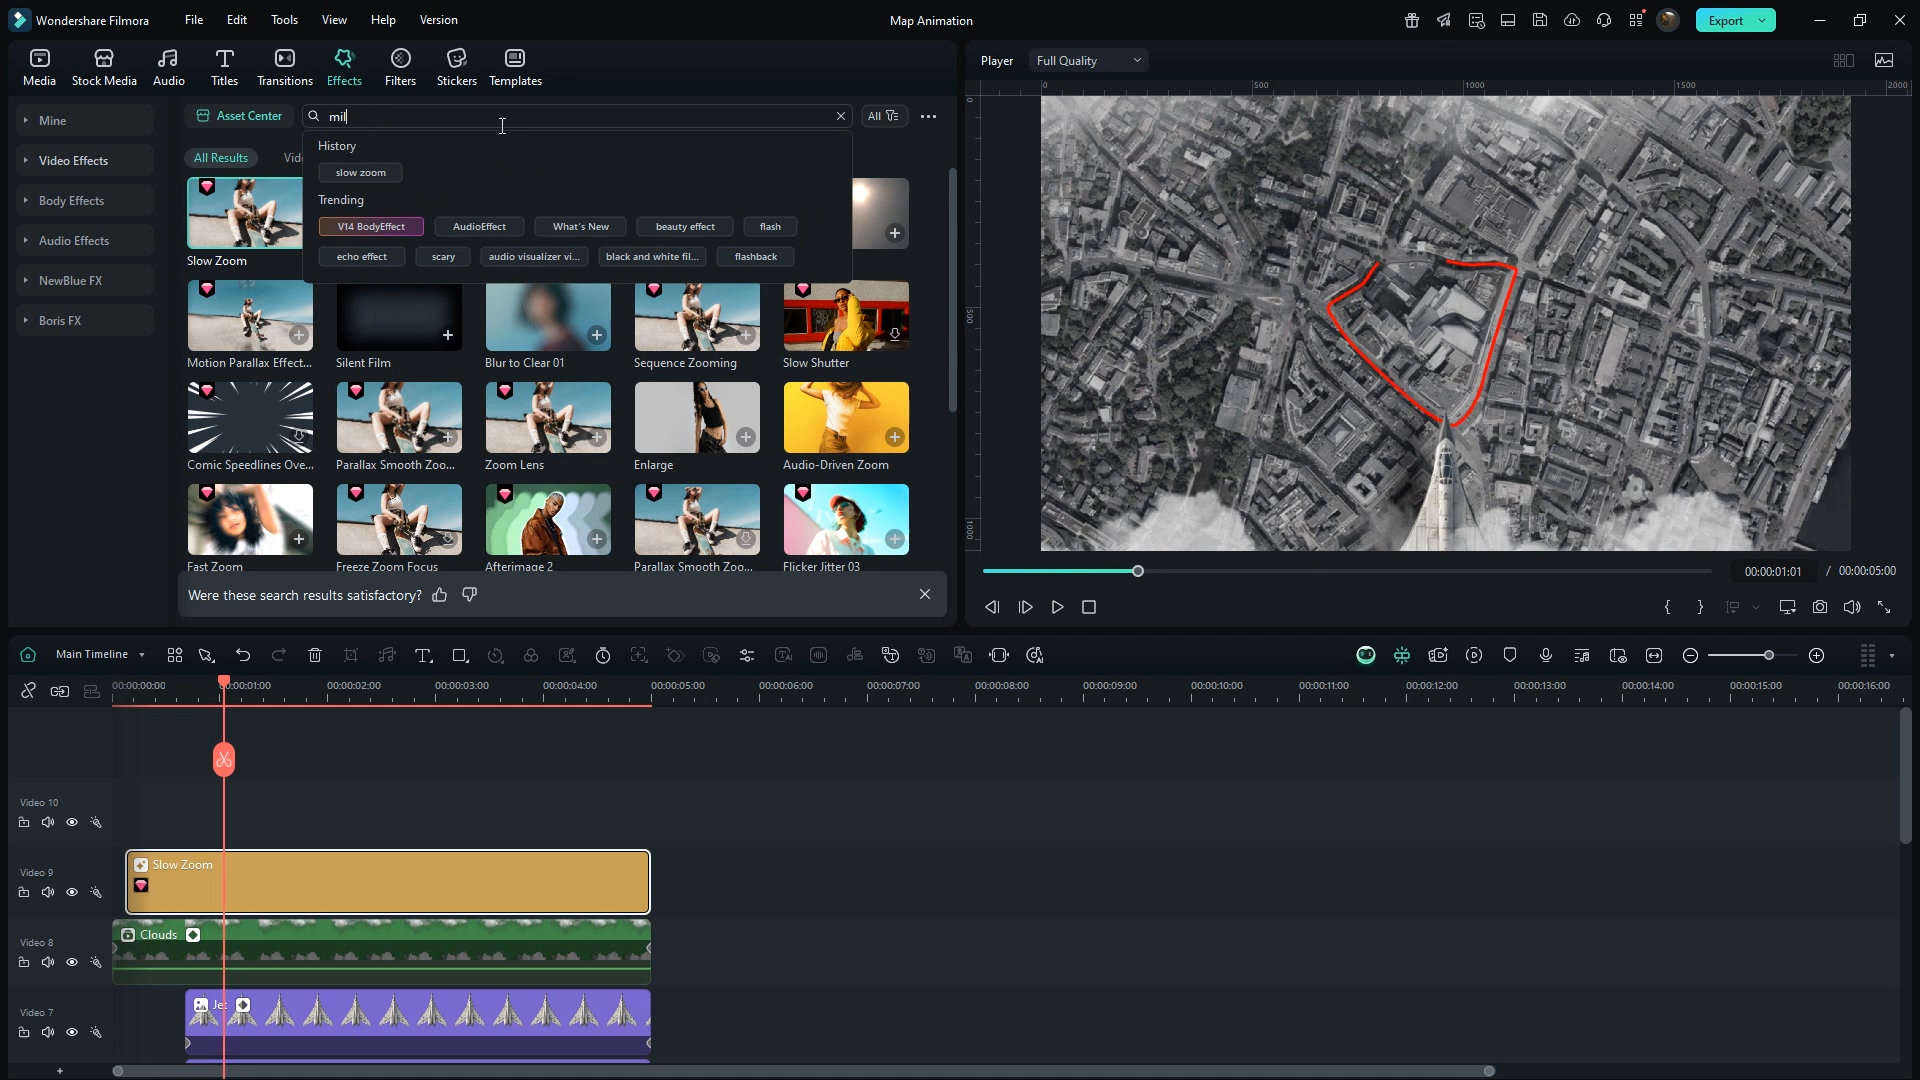 Wondershare Filmora File Edit Tools View Help Version Map Animation Export
Media Stock Media Audio Titles Transitions Effects Filters Stickers Templates
Player Full Quality
Mine
Video Effects
Body Effects
Audio Effects
NewBlue FX
Boris FX
Asset Center mil All
History
slow zoom
Trending
V14 BodyEffect AudioEffect What's New beauty effect flash
echo effect scary audio visualizer vi... black and white fil... flashback
All Results Vid
Slow Zoom
Motion Parallax Effect... Silent Film Blur to Clear 01 Sequence Zooming Slow Shutter
Comic Speedlines Ove... Parallax Smooth Zoo... Zoom Lens Enlarge Audio-Driven Zoom
Fast Zoom Freeze Zoom Focus Afterimage 2 Parallax Smooth Zoo... Flicker Jitter 03
Were these search results satisfactory?
0 500 1000 1500 2000
0
500
1000
00:00:01:01 / 00:00:05:00
Main Timeline
00:00:00:00 00:00:01:00 00:00:02:00 00:00:03:00 00:00:04:00 00:00:05:00 00:00:06:00 00:00:07:00 00:00:08:00 00:00:09:00 00:00:10:00 00:00:11:00 00:00:12:00 00:00:13:00 00:00:14:00 00:00:15:00 00:00:16:00
Video 10
Video 9
Slow Zoom
Video 8
Clouds
Video 7
Jet